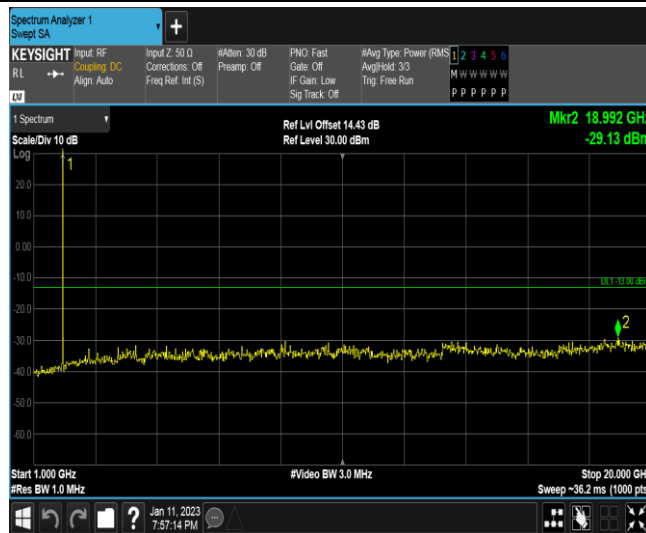 Spectrum Analyzer 1
Swept SA
+
KEYSIGHT
RL
LXI
Input: RF
Coupling: DC
Align: Auto
Input Z: 50 Ω
Corrections: Off
Freq Ref: Int (S)
#Atten: 30 dB
Preamp: Off
PNO: Fast
Gate: Off
IF Gain: Low
Sig Track: Off
#Avg Type: Power (RMS
Avg|Hold: 3/3
Trig: Free Run
1 2 3 4 5 6
M W W W W W
P P P P P P
1 Spectrum
Scale/Div 10 dB
Log
Ref Lvl Offset 14.43 dB
Ref Level 30.00 dBm
Mkr2 18.992 GHz
-29.13 dBm
1
20.0
10.0
0.00
-10.0
DL1 -13.00 dBm
-20.0
2
-30.0
-40.0
-50.0
-60.0
Start 1.000 GHz
#Res BW 1.0 MHz
#Video BW 3.0 MHz
Stop 20.000 GHz
Sweep ~36.2 ms (1000 pts
?
Jan 11, 2023
7:57:14 PM